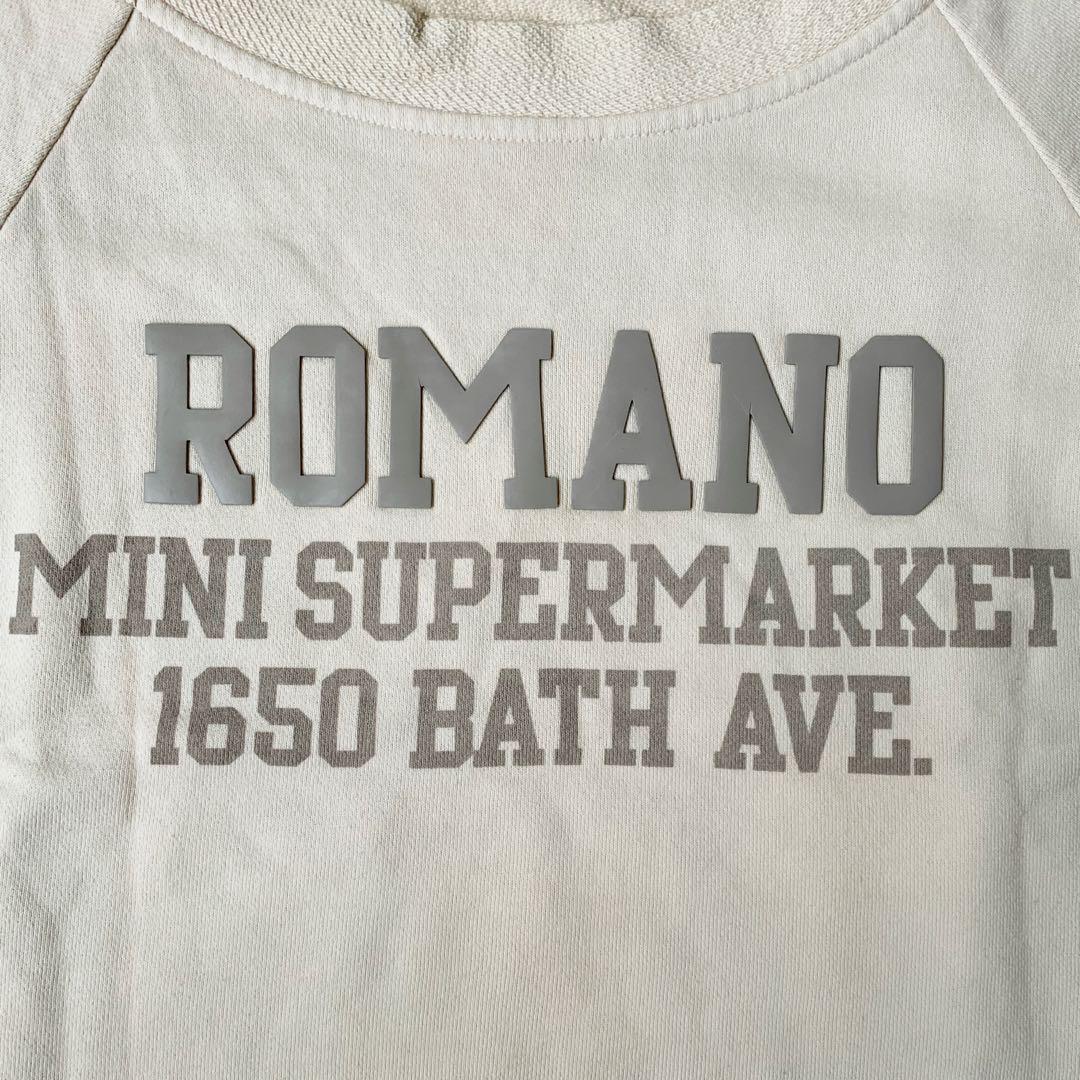 ROMANO
MINI SUPERMARKET
1650 BATH AVE.